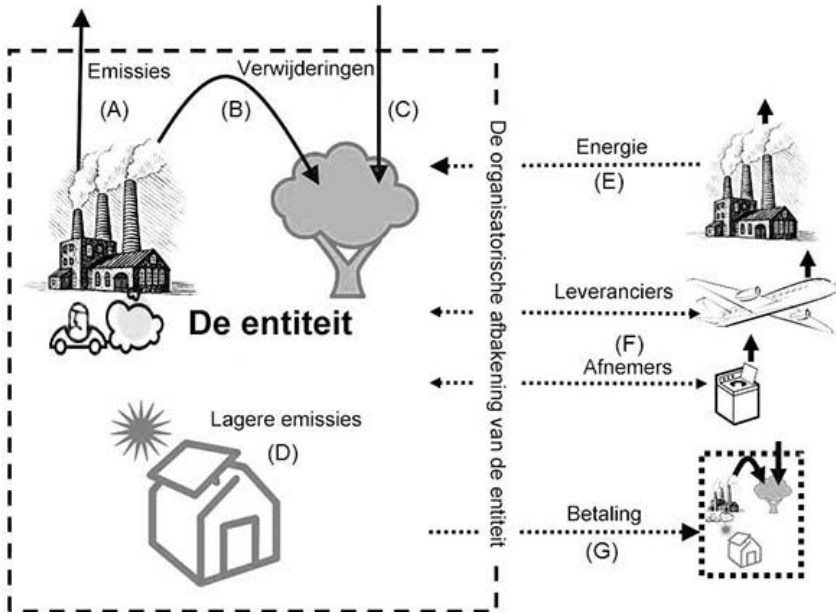 Emissies
(A)
(B)
Verwijderingen
(C)
De entiteit
Lagere emissies
(D)
De organisatorische afbakening van de entiteit
Energie
(E)
Leveranciers
(F)
Afnemers
Betaling
(G)